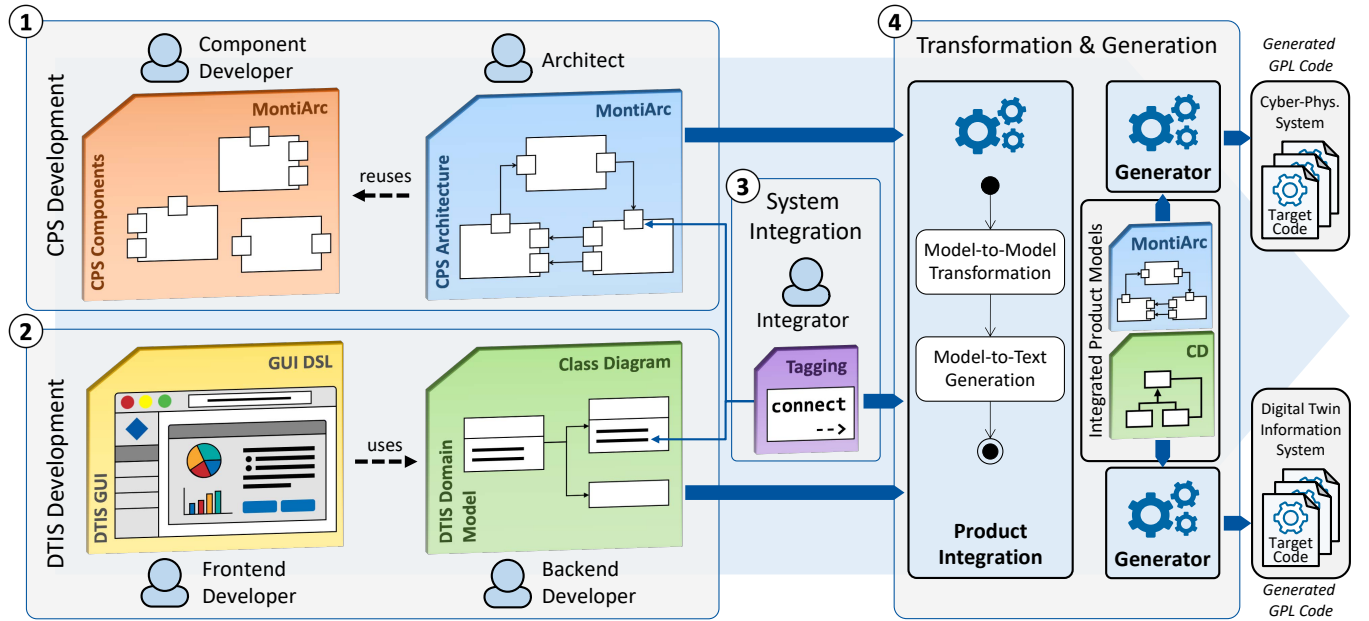 1
CPS Development
Component
Developer
Architect
MontiArc
CPS Components
reuses
MontiArc
CPS Architecture
2
DTIS Development
GUI DSL
DTIS GUI
uses
Class Diagram
DTIS Domain
Model
Frontend
Developer
Backend
Developer
3
System
Integration
Integrator
Tagging
connect
-->
4
Transformation & Generation
Model-to-Model
Transformation
Model-to-Text
Generation
Product
Integration
Generator
Integrated Product Models
MontiArc
CD
Generator
Generated
GPL Code
Cyber-Phys.
System
Target
Code
Digital Twin
Information
System
Target
Code
Generated
GPL Code